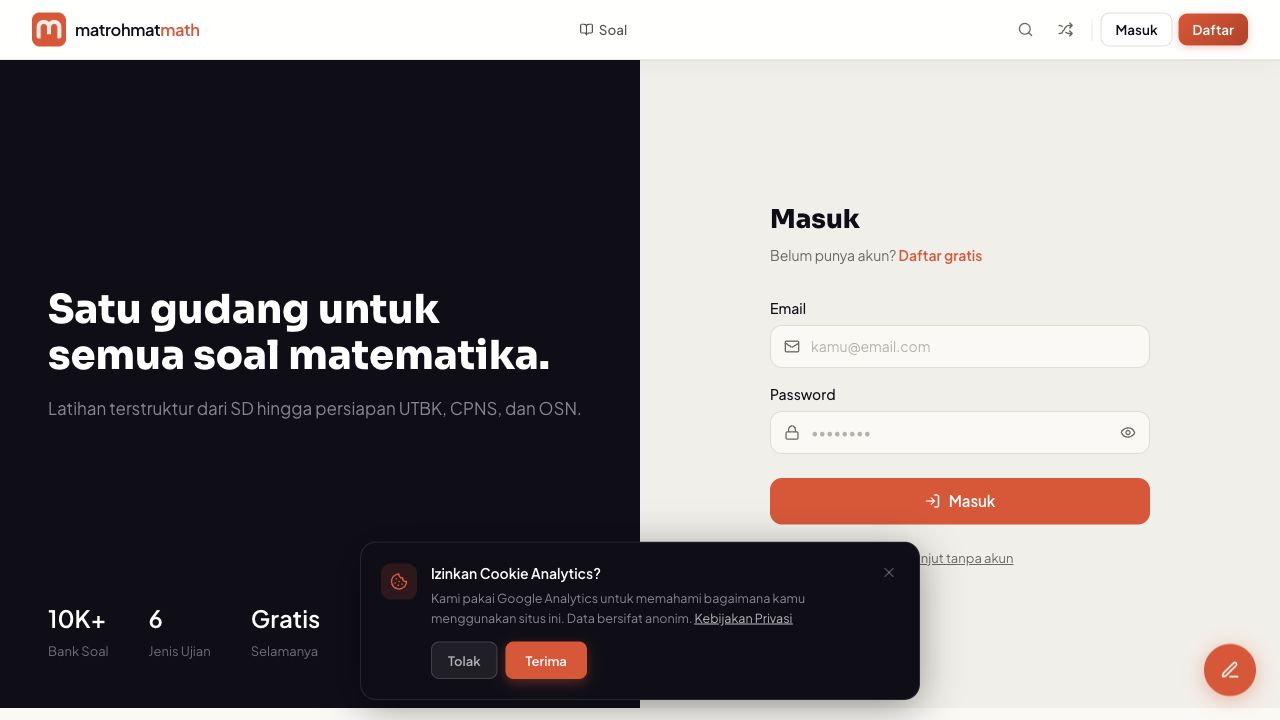 matrohmatmath
Soal
Masuk
Daftar
Satu gudang untuk
semua soal matematika.
Latihan terstruktur dari SD hingga persiapan UTBK, CPNS, dan OSN.
10K+
Bank Soal
6
Jenis Ujian
Gratis
Selamanya
Masuk
Belum punya akun? Daftar gratis
Email
kamu@email.com
Password
Masuk
tanpa akun
Izinkan Cookie Analytics?
Kami pakai Google Analytics untuk memahami bagaimana kamu
menggunakan situs ini. Data bersifat anonim. Kebijakan Privasi
Tolak
Terima